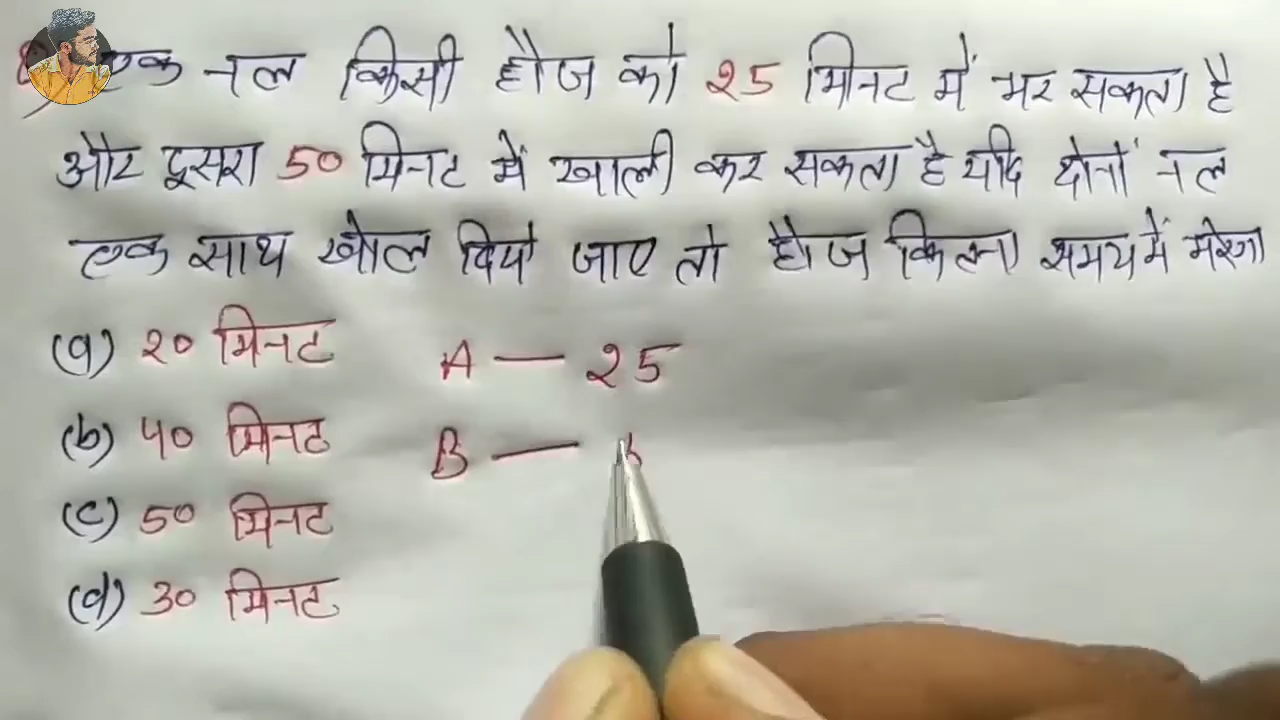 एक नल किसी हौज को 25 मिनट में भर सकता है
और दूसरा 50 मिनट में खाली कर सकता है यदि दोनों नल
एक साथ खोल दियो जाए तो हौज कितना समय में भरेगा
(a) 20 मिनट
(b) 40 मिनट
(c) 50 मिनट
(d) 30 मिनट
A — 25
B —